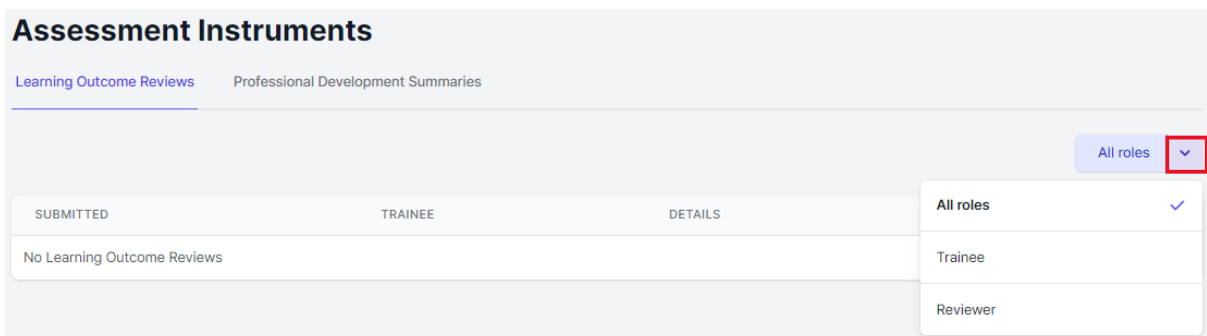 Assessment Instruments
Learning Outcome Reviews Professional Development Summaries
All roles
SUBMITTED TRAINEE DETAILS
All roles
No Learning Outcome Reviews
Trainee
Reviewer